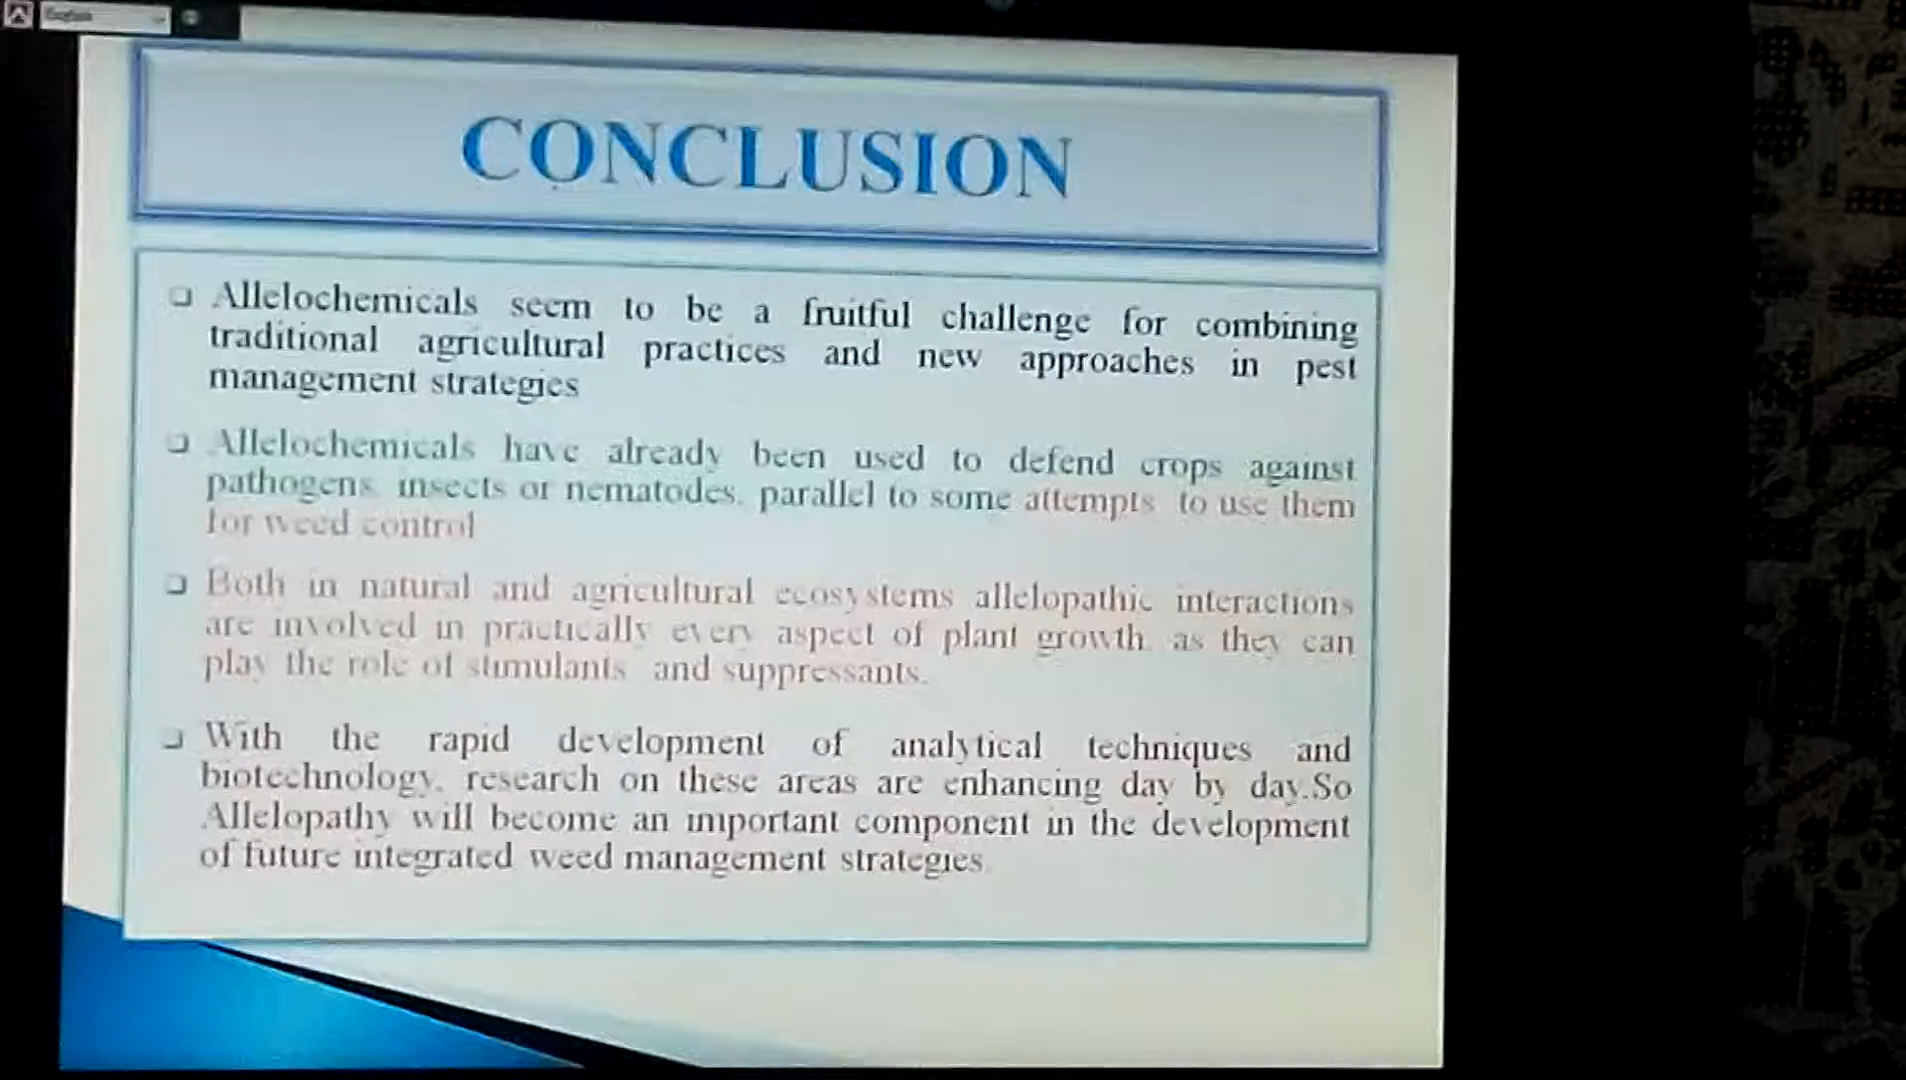 English
CONCLUSION
❑ Allelochemicals seem to be a fruitful challenge for combining
traditional agricultural practices and new approaches in pest
management strategies
❑ Allelochemicals have already been used to defend crops against
pathogens, insects or nematodes, parallel to some attempts to use them
for weed control
❑ Both in natural and agricultural ecosystems allelopathic interactions
are involved in practically every aspect of plant growth, as they can
play the role of stimulants and suppressants.
❑ With the rapid development of analytical techniques and
biotechnology, research on these areas are enhancing day by day.So
Allelopathy will become an important component in the development
of future integrated weed management strategies.